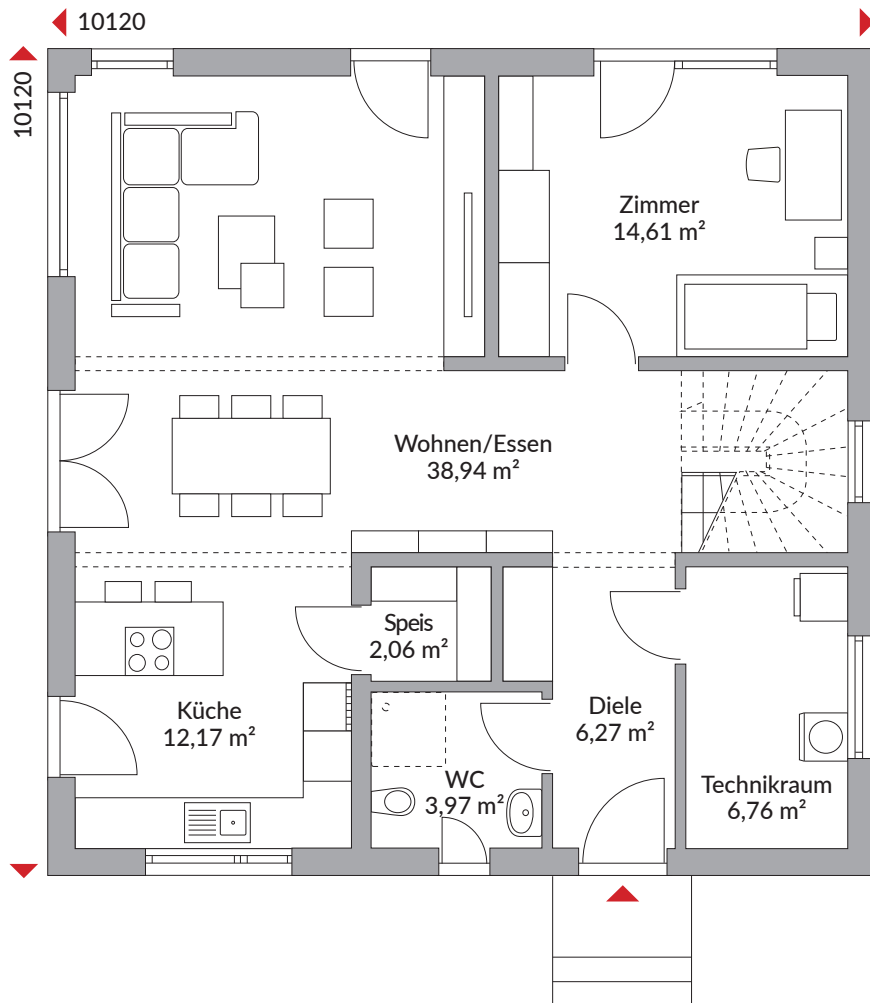 10120
10120
Zimmer
14,61 m²
Wohnen/Essen
38,94 m²
Speis
2,06 m²
Küche
12,17 m²
Diele
6,27 m²
WC
3,97 m²
Technikraum
6,76 m²